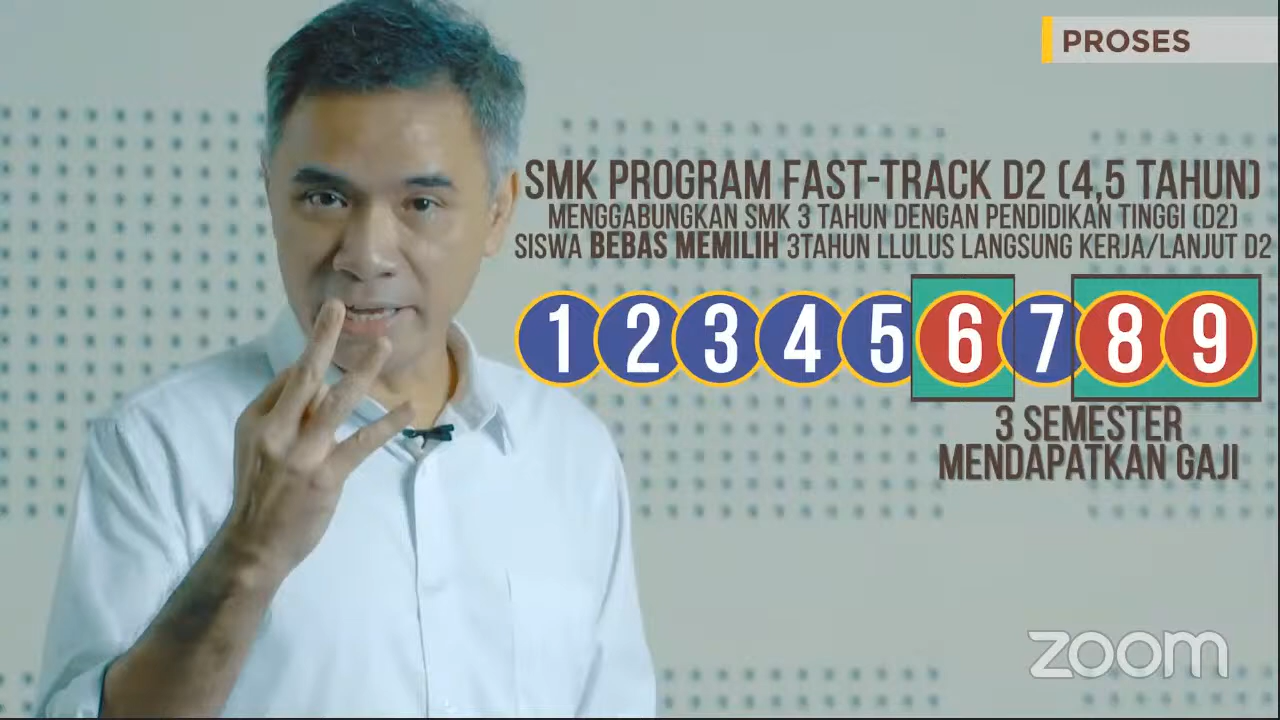 PROSES
SMK PROGRAM FAST-TRACK D2 (4,5 TAHUN)
MENGGABUNGKAN SMK 3 TAHUN DENGAN PENDIDIKAN TINGGI (D2)
SISWA BEBAS MEMILIH 3TAHUN LLULUS LANGSUNG KERJA/LANJUT D2
1 2 3 4 5 6 7 8 9
3 SEMESTER
MENDAPATKAN GAJI
zoom